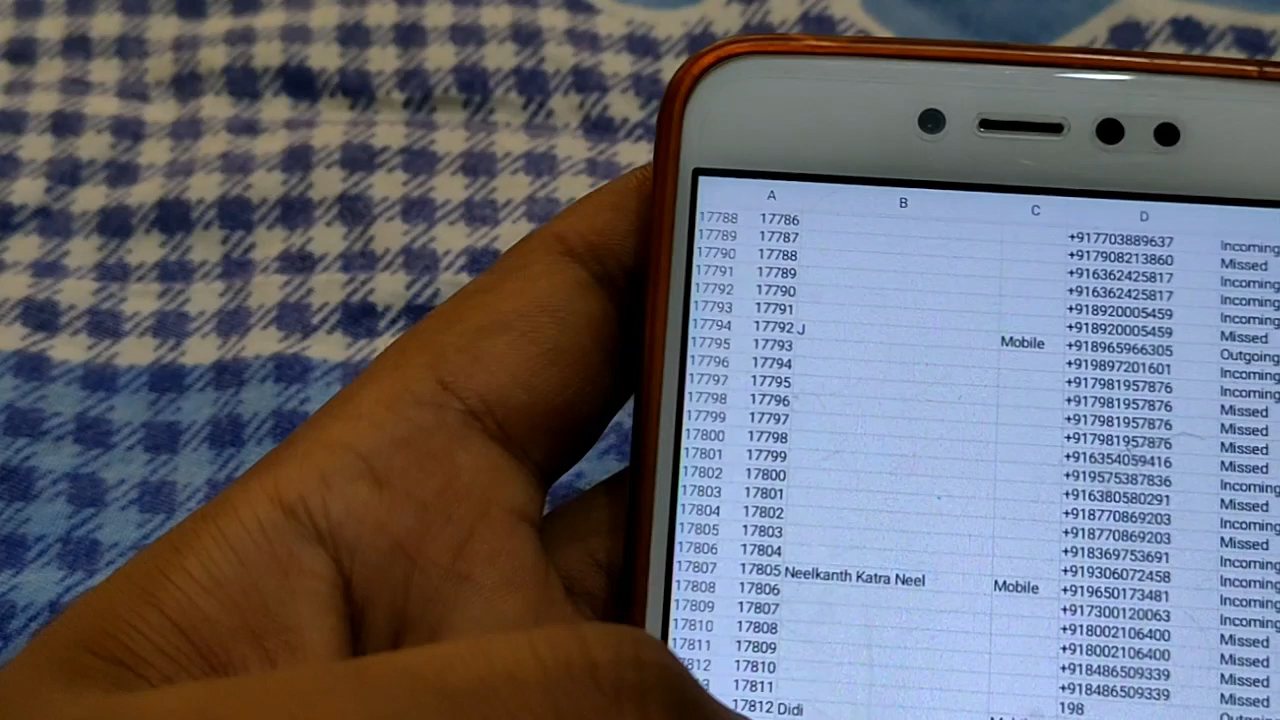 A B C D
17788 17786 +917703889637 Incoming
17789 17787 +917908213860 Missed
17790 17788 +916362425817 Incoming
17791 17789 +916362425817 Incoming
17792 17790 +918920005459 Incoming
17793 17791 +918920005459 Missed
17794 17792 J Mobile +918965966305 Outgoing
17795 17793 +919897201601 Incoming
17796 17794 +917981957876 Incoming
17797 17795 +917981957876 Missed
17798 17796 +917981957876 Missed
17799 17797 +917981957876 Missed
17800 17798 +916354059416 Missed
17801 17799 +919575387836 Incoming
17802 17800 +916380580291 Missed
17803 17801 +918770869203 Incoming
17804 17802 +918770869203 Missed
17805 17803 +918369753691 Incoming
17806 17804 +919306072458 Incoming
17807 17805 Neelkanth Katra Neel Mobile +919650173481 Incoming
17808 17806 +917300120063 Incoming
17809 17807 +918002106400 Missed
17810 17808 +918002106400 Missed
17811 17809 +918486509339 Missed
812 17810 +918486509339 Missed
3 17811 198 Outgoing
17812 Didi